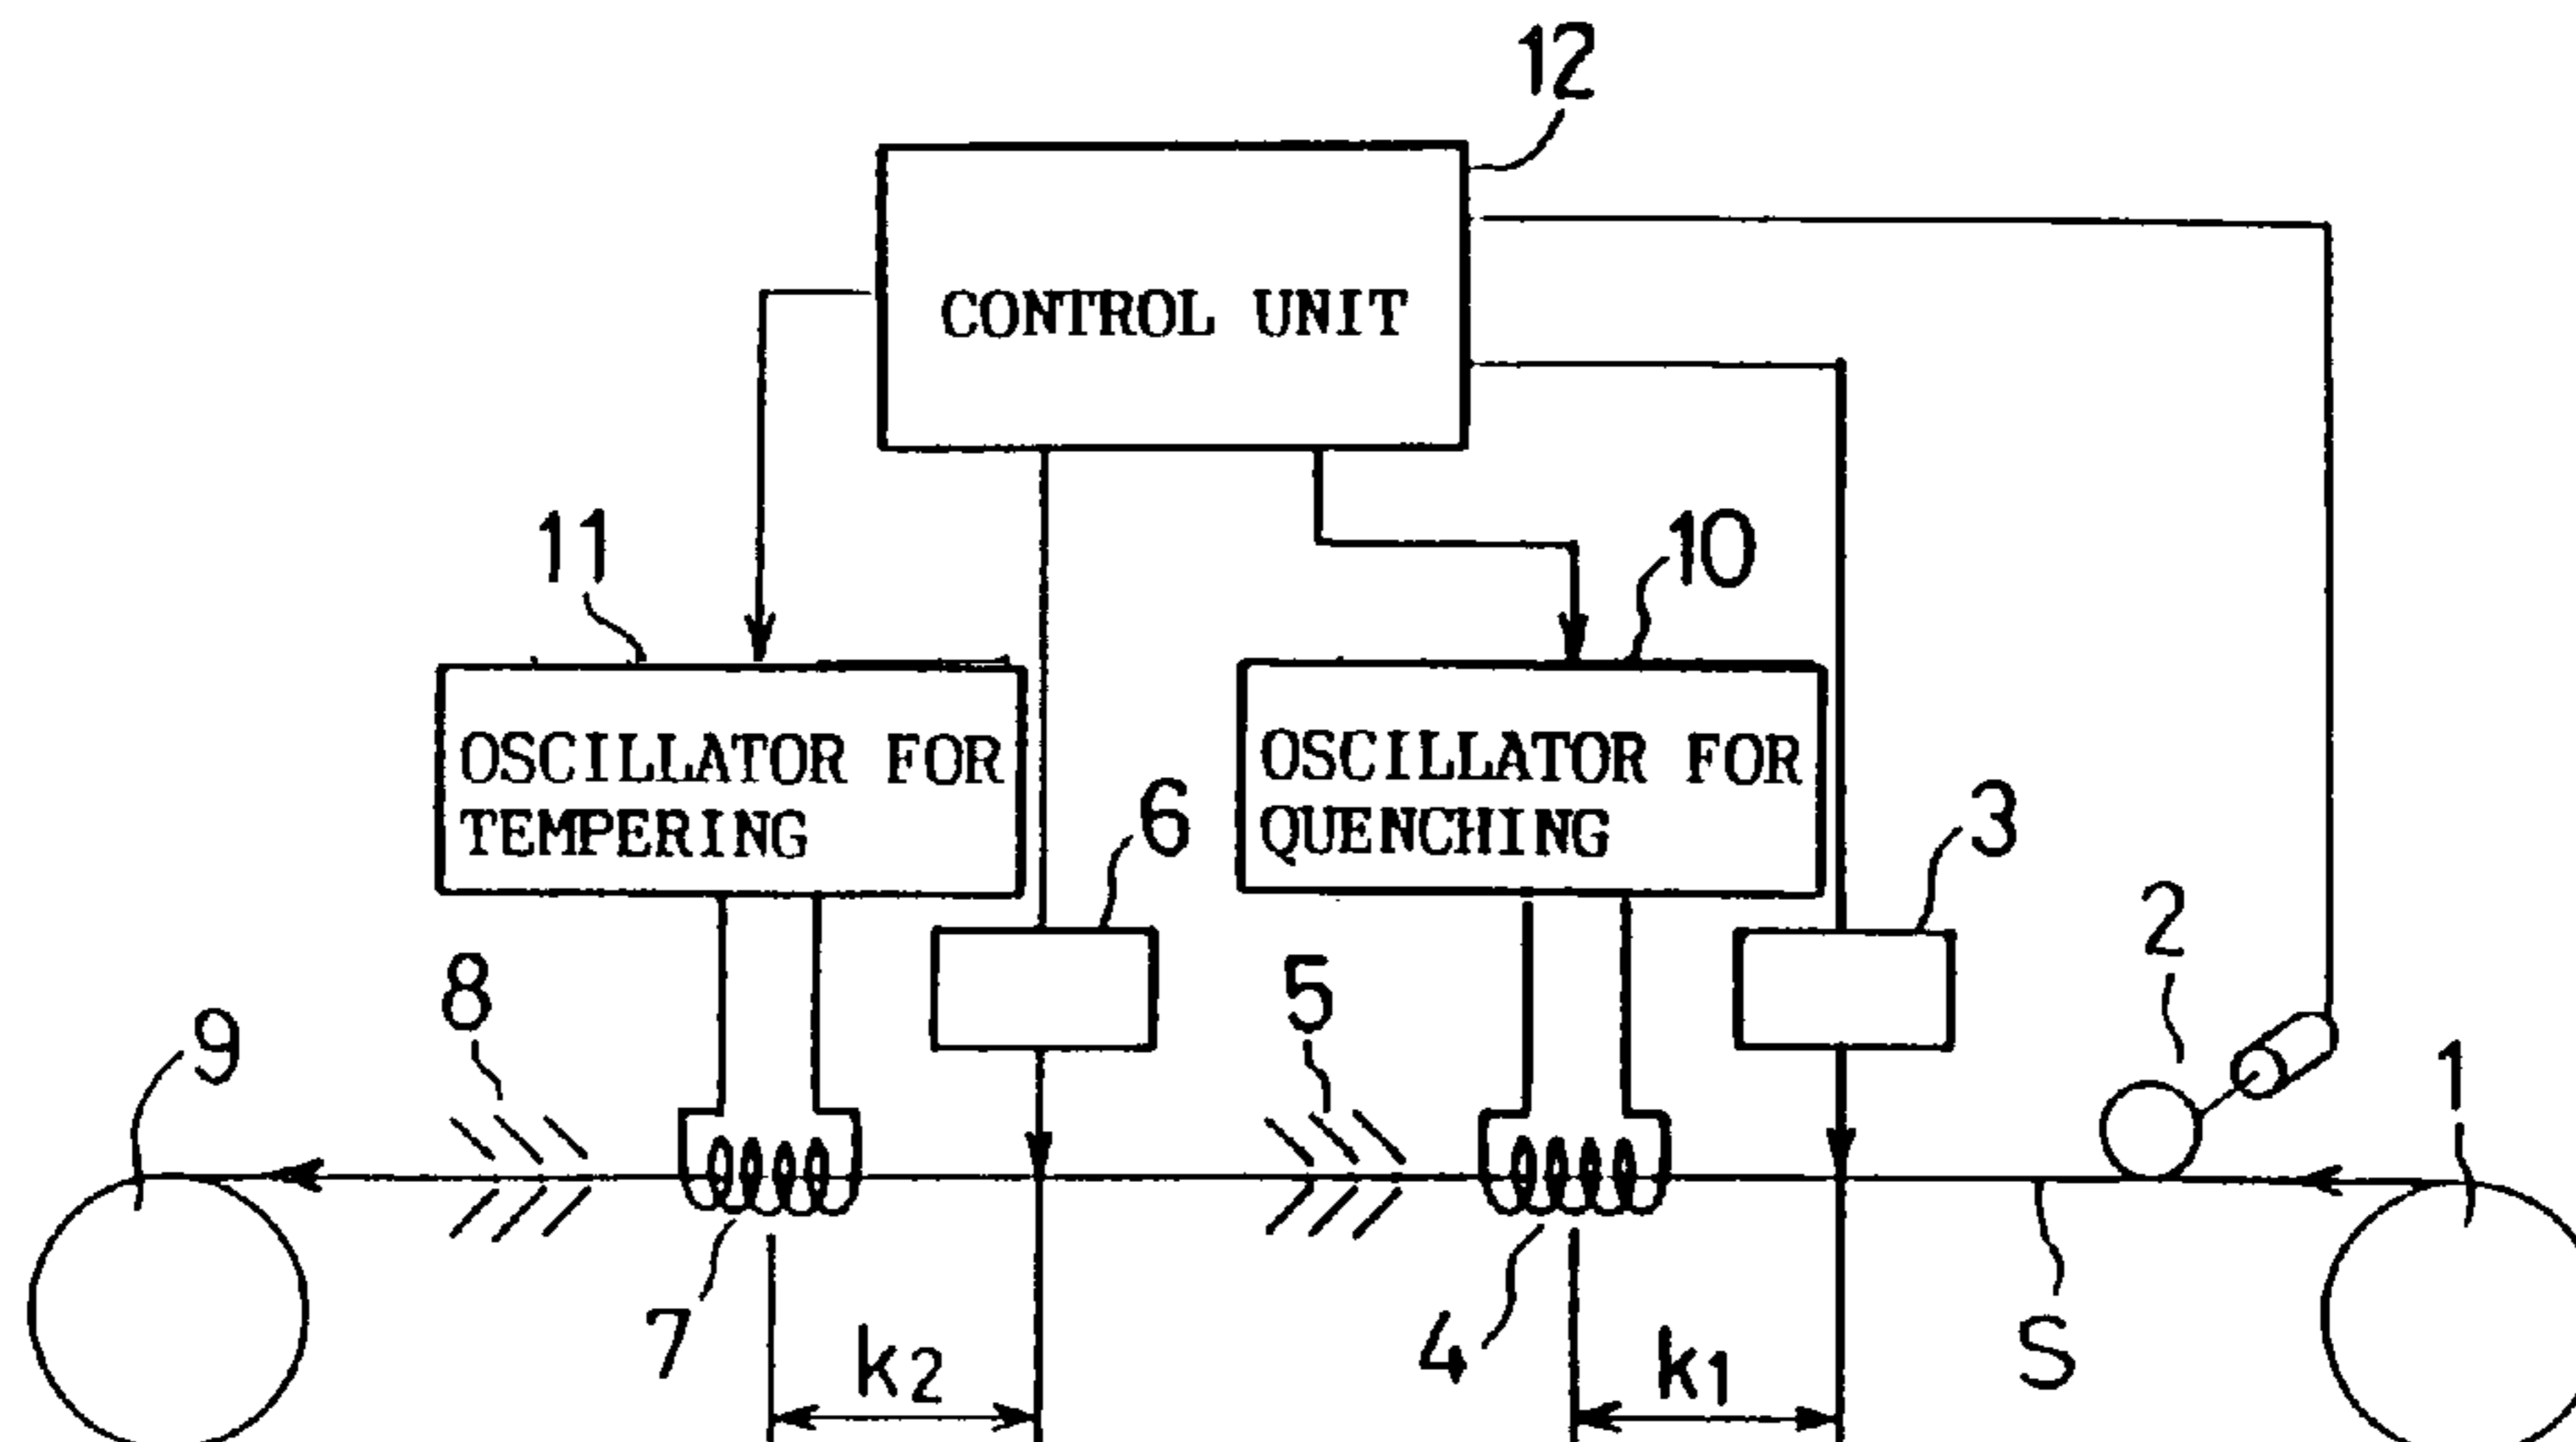 12
CONTROL UNIT
11
10
OSCILLATOR FOR
TEMPERING
OSCILLATOR FOR
QUENCHING
6
3
2
8
5
9
1
7
4
S
k2
k1